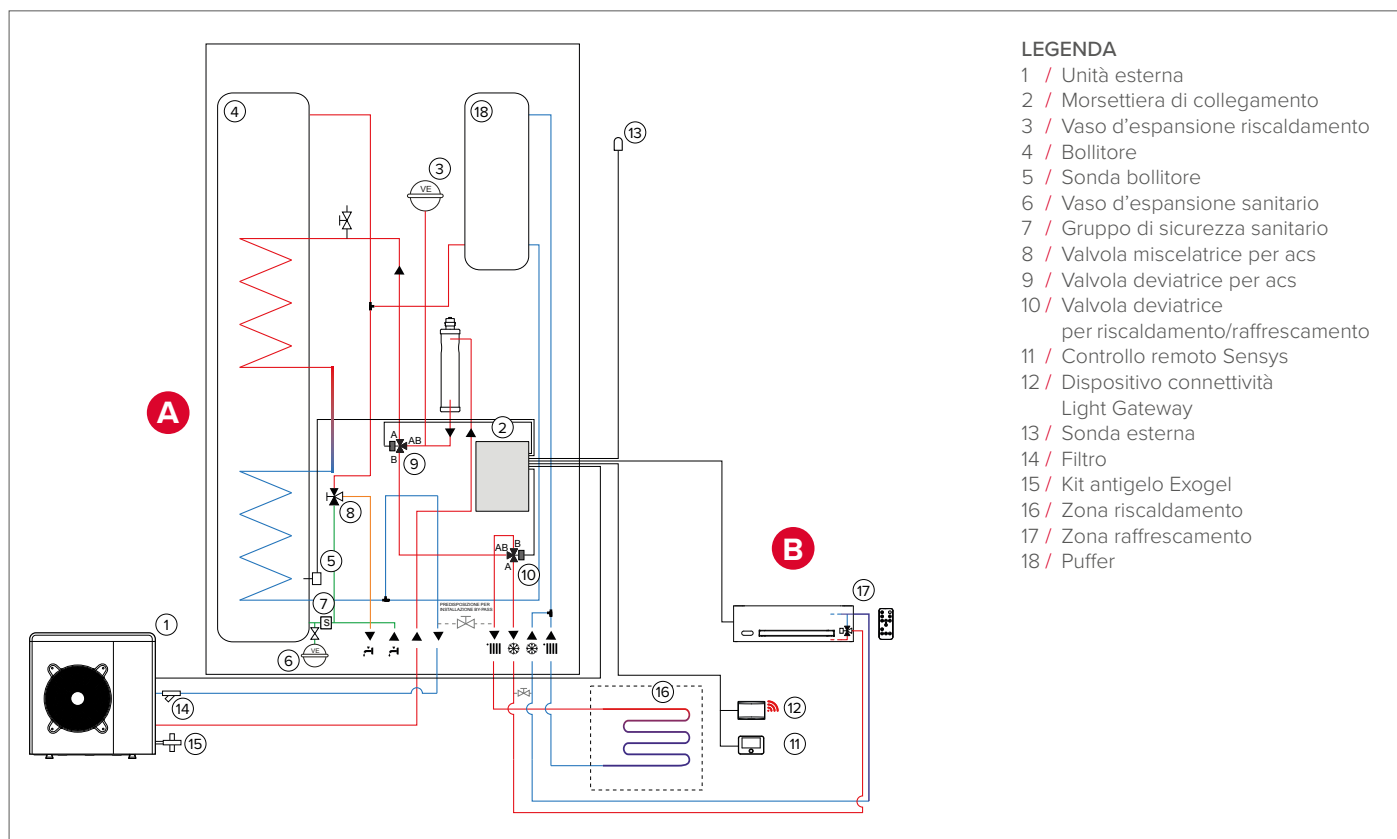 LEGENDA
1 / Unità esterna
2 / Morsettiera di collegamento
3 / Vaso d'espansione riscaldamento
4 / Bollitore
5 / Sonda bollitore
6 / Vaso d'espansione sanitario
7 / Gruppo di sicurezza sanitario
8 / Valvola miscelatrice per acs
9 / Valvola deviatrice per acs
10 / Valvola deviatrice
per riscaldamento/raffrescamento
11 / Controllo remoto Sensys
12 / Dispositivo connettività
Light Gateway
13 / Sonda esterna
14 / Filtro
15 / Kit antigelo Exogel
16 / Zona riscaldamento
17 / Zona raffrescamento
18 / Puffer
4
18
13
3
VE
A
2
A
AB
B
9
8
5
AB
B
A
10
B
7
S
PREDISPOSIZIONE PER
INSTALLAZIONE BY-PASS
17
1
6
VE
14
15
16
12
11